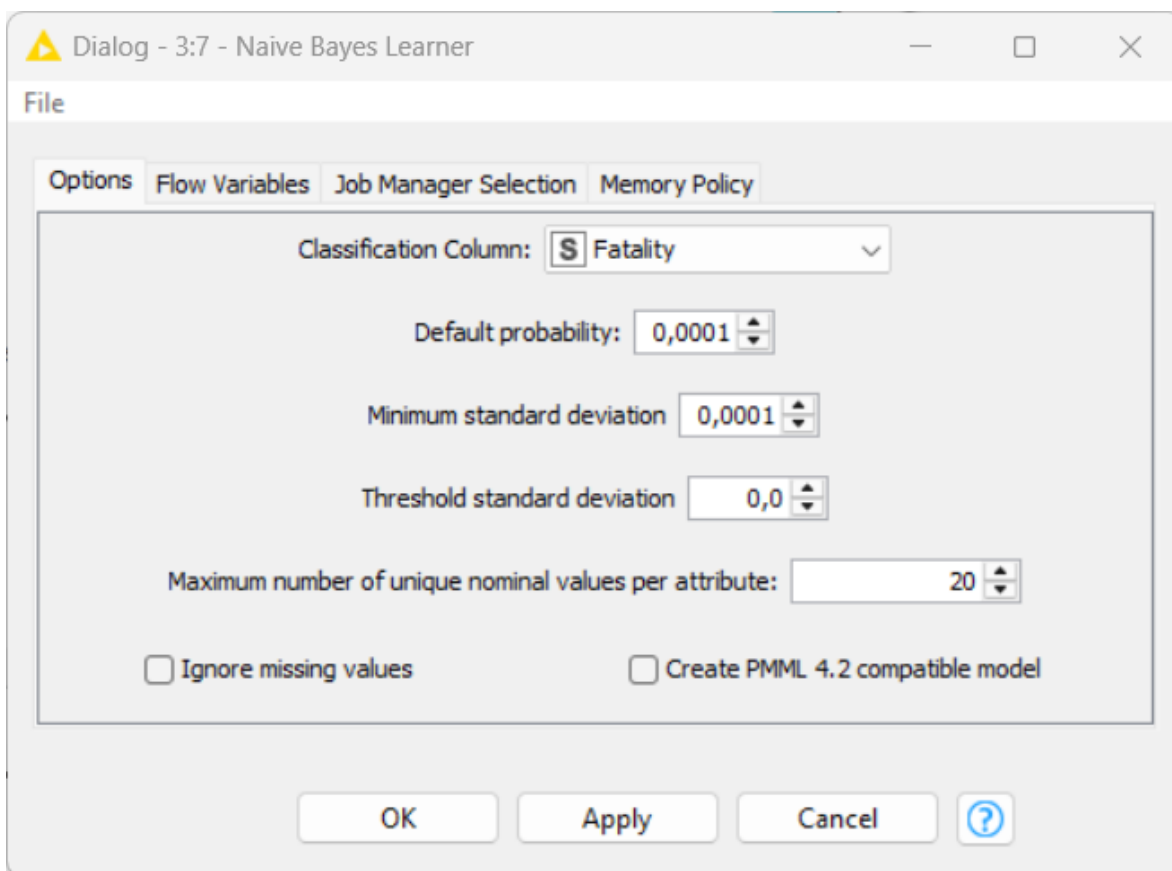 Dialog - 3:7 - Naive Bayes Learner
File
Options Flow Variables Job Manager Selection Memory Policy
Classification Column: S Fatality
Default probability: 0,0001
Minimum standard deviation 0,0001
Threshold standard deviation 0,0
Maximum number of unique nominal values per attribute: 20
Ignore missing values Create PMML 4.2 compatible model
OK Apply Cancel ?